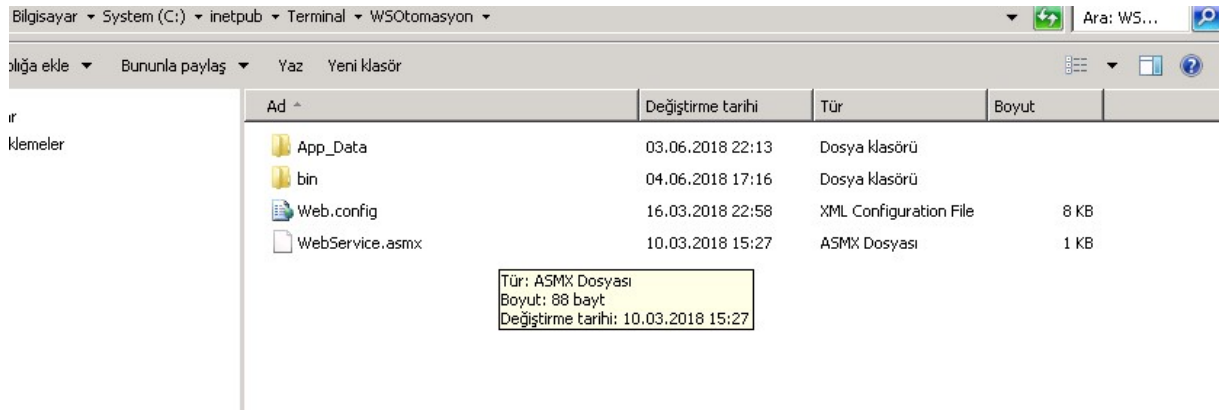 Bilgisayar ▾ System (C:) ▾ inetpub ▾ Terminal ▾ WSOtomasyon ▾ Ara: WS...
ekle ▾ Bununla paylaş ▾ Yaz Yeni klasör
Ad Değiştirme tarihi Tür Boyut
App_Data 03.06.2018 22:13 Dosya klasörü
bin 04.06.2018 17:16 Dosya klasörü
Web.config 16.03.2018 22:58 XML Configuration File 8 KB
WebService.asmx 10.03.2018 15:27 ASMX Dosyası 1 KB
Tür: ASMX Dosyası
Boyut: 88 bayt
Değiştirme tarihi: 10.03.2018 15:27